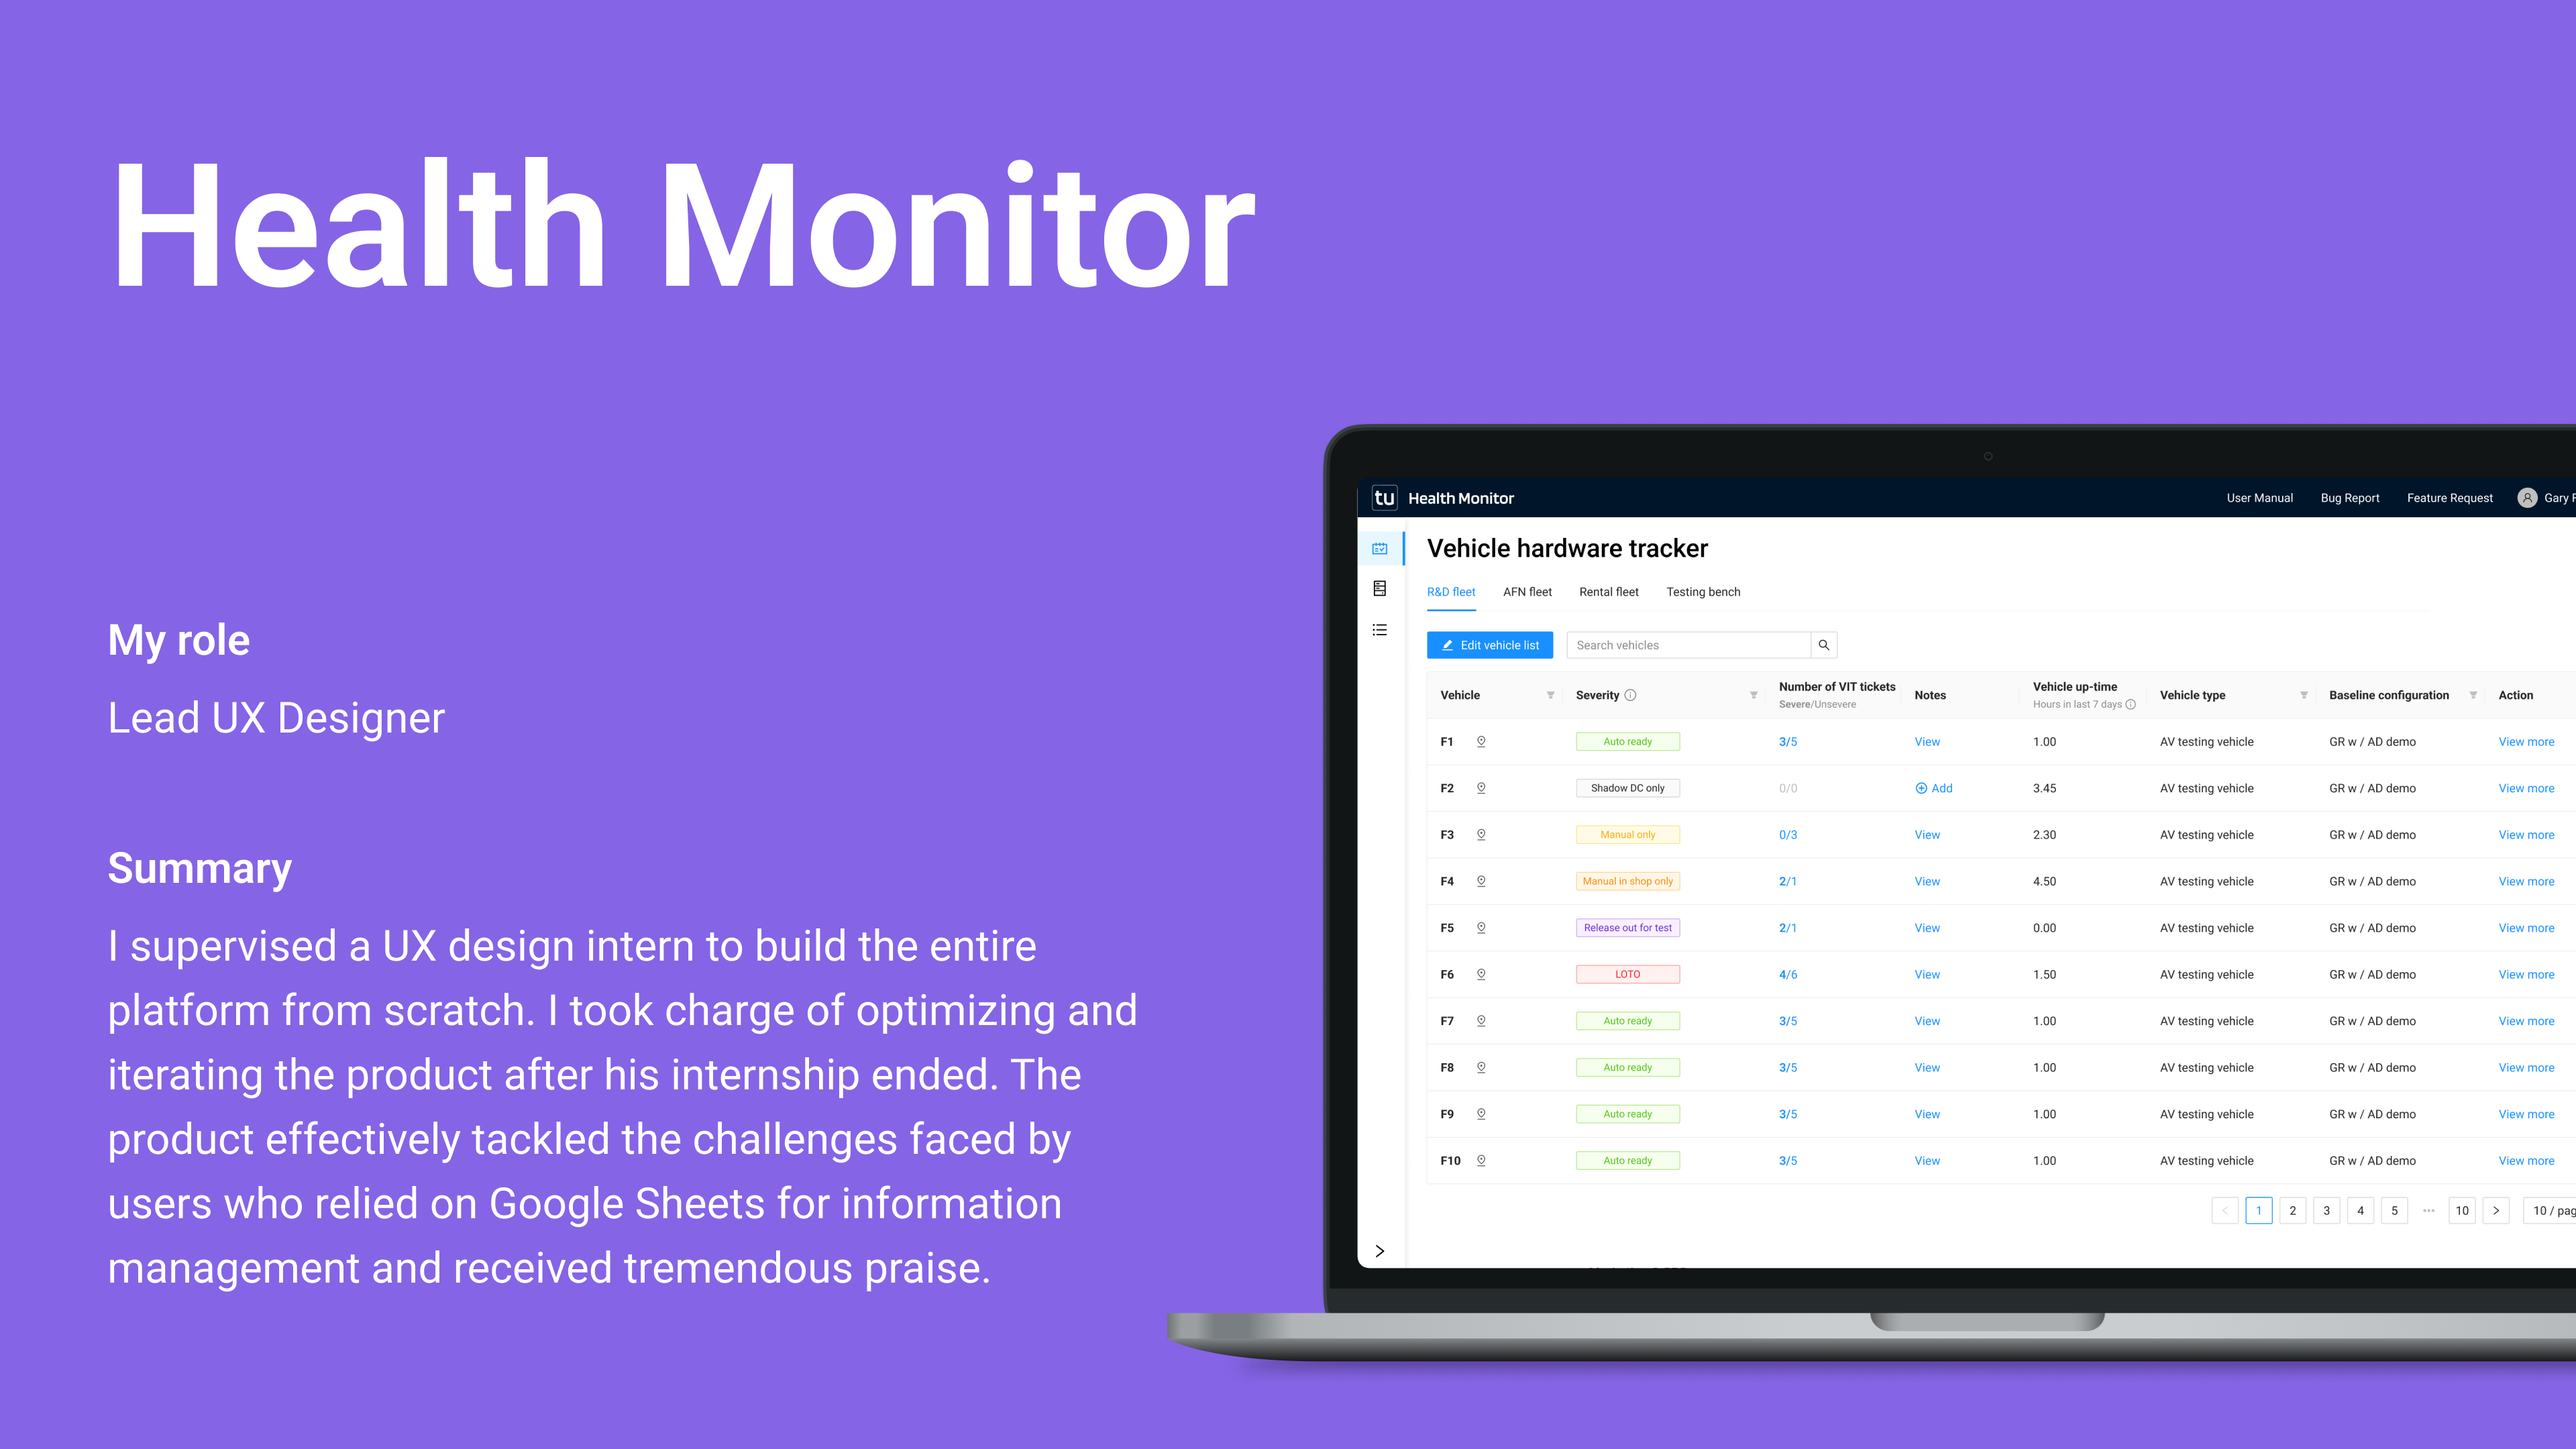 Health Monitor
My role
Lead UX Designer
Summary
I supervised a UX design intern to build the entire
platform from scratch. I took charge of optimizing and
iterating the product after his internship ended. The
product effectively tackled the challenges faced by
users who relied on Google Sheets for information
management and received tremendous praise.
tu Health Monitor User Manual Bug Report Feature Request Gary
Vehicle hardware tracker
R&D fleet AFN fleet Rental fleet Testing bench
Edit vehicle list Search vehicles
Vehicle Severity Number of VIT tickets Notes Vehicle up-time Vehicle type Baseline configuration Action
Severe/Unsevere Hours in last 7 days
F1 Auto ready 3/5 View 1.00 AV testing vehicle GR w / AD demo View more
F2 Shadow DC only 0/0 Add 3.45 AV testing vehicle GR w / AD demo View more
F3 Manual only 0/3 View 2.30 AV testing vehicle GR w / AD demo View more
F4 Manual in shop only 2/1 View 4.50 AV testing vehicle GR w / AD demo View more
F5 Release out for test 2/1 View 0.00 AV testing vehicle GR w / AD demo View more
F6 LOTO 4/6 View 1.50 AV testing vehicle GR w / AD demo View more
F7 Auto ready 3/5 View 1.00 AV testing vehicle GR w / AD demo View more
F8 Auto ready 3/5 View 1.00 AV testing vehicle GR w / AD demo View more
F9 Auto ready 3/5 View 1.00 AV testing vehicle GR w / AD demo View more
F10 Auto ready 3/5 View 1.00 AV testing vehicle GR w / AD demo View more
< 1 2 3 4 5 ••• 10 > 10 / pag